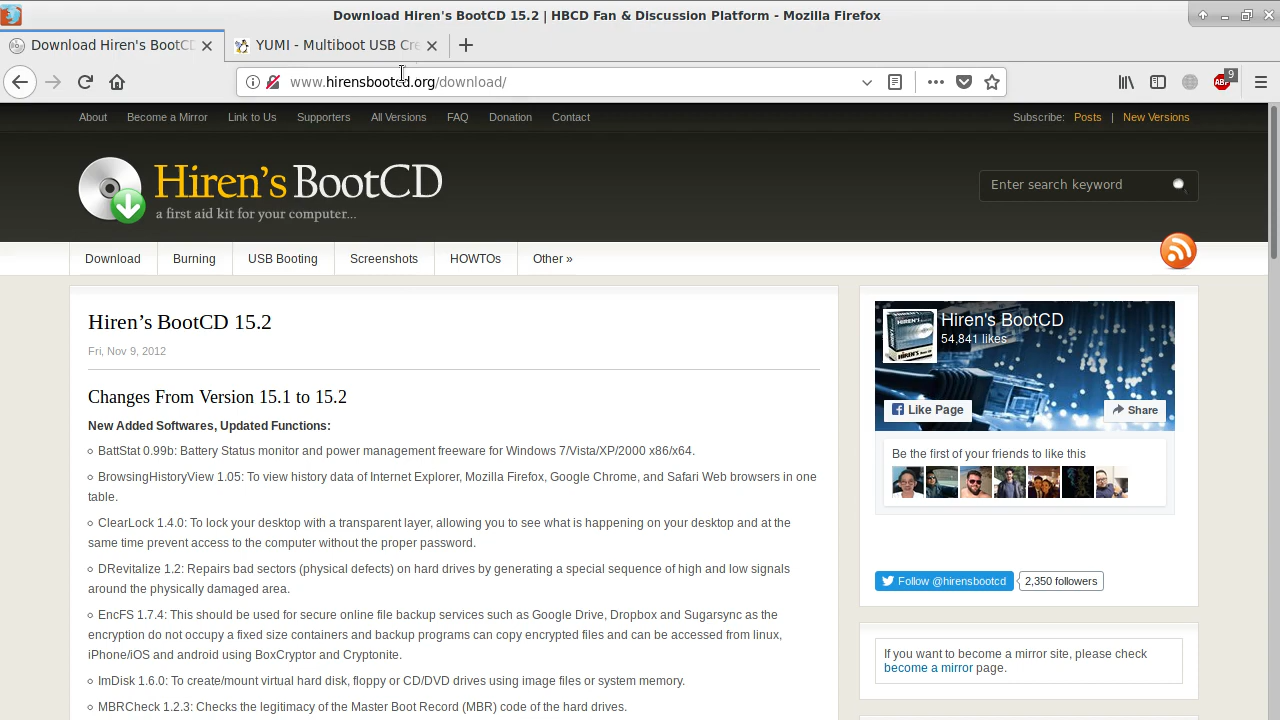 Download Hiren's BootCD 15.2 | HBCD Fan & Discussion Platform - Mozilla Firefox
Download Hiren's BootCD
YUMI - Multiboot USB Cre
www.hirensbootcd.org/download/
ABP
9
About
Become a Mirror
Link to Us
Supporters
All Versions
FAQ
Donation
Contact
Subscribe: Posts | New Versions
Hiren's BootCD
a first aid kit for your computer...
Enter search keyword
Download
Burning
USB Booting
Screenshots
HOWTOs
Other »
Hiren’s BootCD 15.2
Fri, Nov 9, 2012
Changes From Version 15.1 to 15.2
New Added Softwares, Updated Functions:
BattStat 0.99b: Battery Status monitor and power management freeware for Windows 7/Vista/XP/2000 x86/x64.
BrowsingHistoryView 1.05: To view history data of Internet Explorer, Mozilla Firefox, Google Chrome, and Safari Web browsers in one
table.
ClearLock 1.4.0: To lock your desktop with a transparent layer, allowing you to see what is happening on your desktop and at the
same time prevent access to the computer without the proper password.
DRevitalize 1.2: Repairs bad sectors (physical defects) on hard drives by generating a special sequence of high and low signals
around the physically damaged area.
EncFS 1.7.4: This should be used for secure online file backup services such as Google Drive, Dropbox and Sugarsync as the
encryption do not occupy a fixed size containers and backup programs can copy encrypted files and can be accessed from linux,
iPhone/iOS and android using BoxCryptor and Cryptonite.
ImDisk 1.6.0: To create/mount virtual hard disk, floppy or CD/DVD drives using image files or system memory.
MBRCheck 1.2.3: Checks the legitimacy of the Master Boot Record (MBR) code of the hard drives.
Hiren's BootCD
54,841 likes
Like Page
Share
Be the first of your friends to like this
Follow @hirensbootcd
2,350 followers
If you want to become a mirror site, please check
become a mirror page.